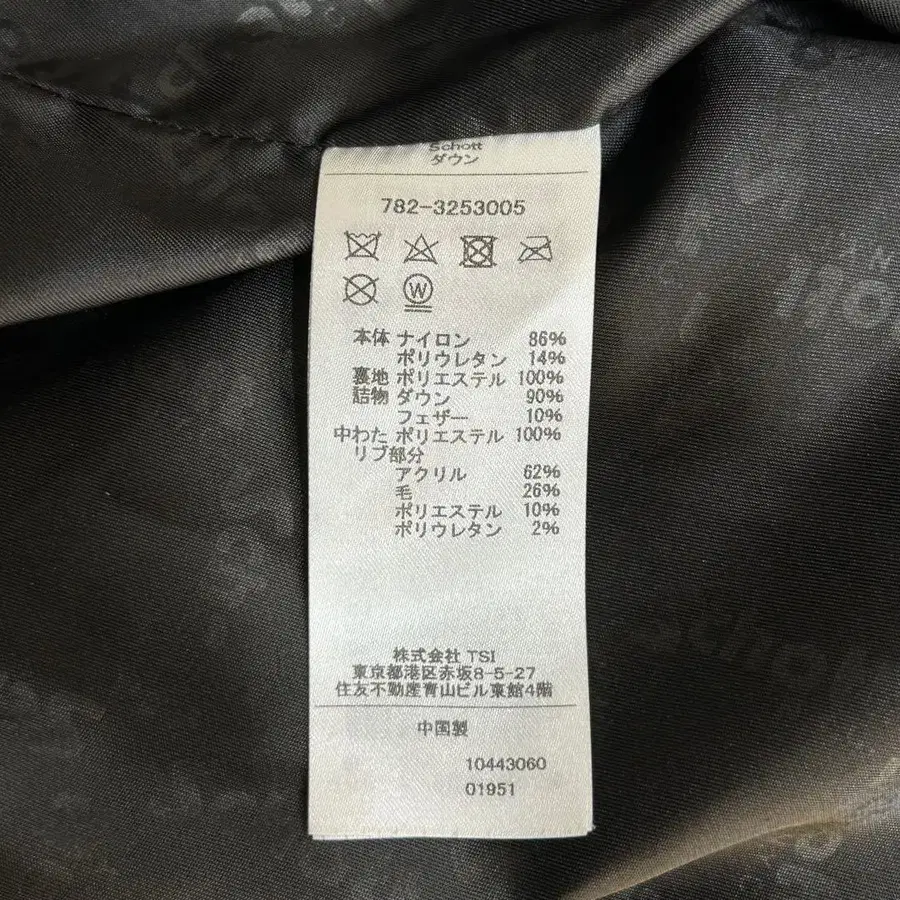 Schott
ダウン
782-3253005
W
本体 ナイロン 86%
ポリウレタン 14%
裏地 ポリエステル 100%
詰物 ダウン 90%
フェザー 10%
中わた ポリエステル 100%
リブ部分
アクリル 62%
毛 26%
ポリエステル 10%
ポリウレタン 2%
株式会社 TSI
東京都港区赤坂8-5-27
住友不動産青山ビル東館4階
中国製
10443060
01951